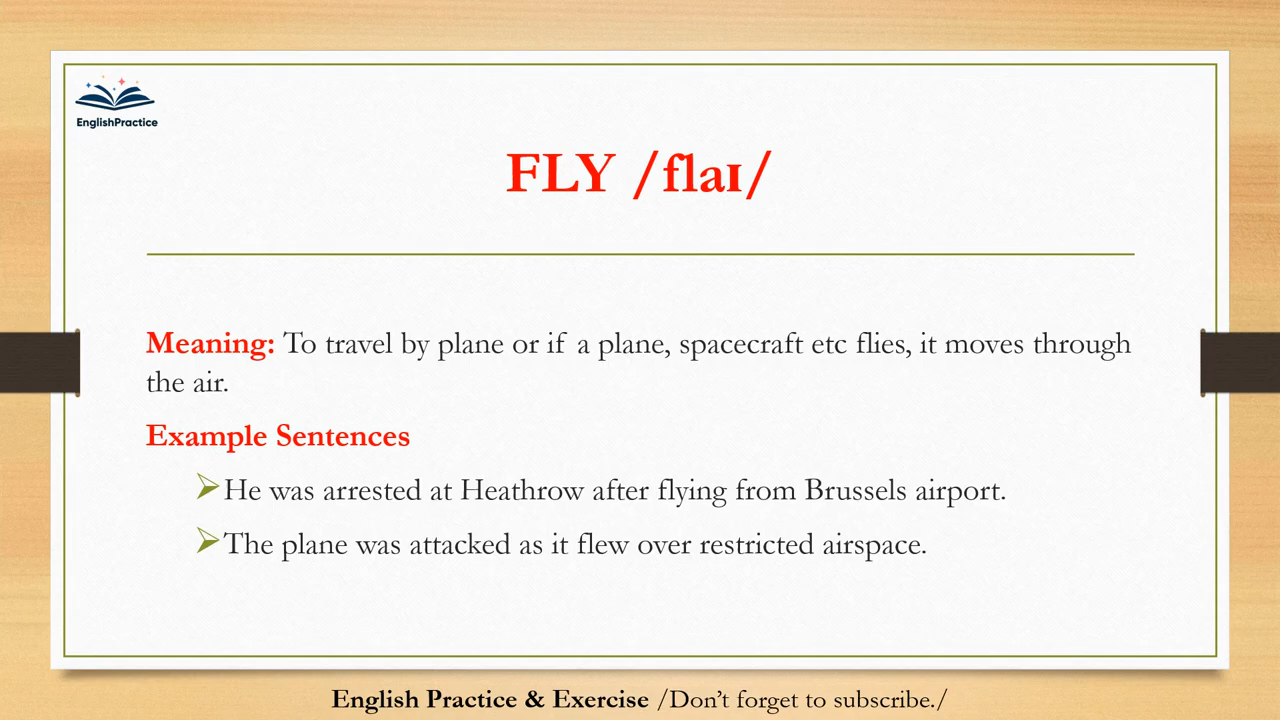 EnglishPractice
FLY /flaɪ/
Meaning: To travel by plane or if a plane, spacecraft etc flies, it moves through
the air.
Example Sentences
➢He was arrested at Heathrow after flying from Brussels airport.
➢The plane was attacked as it flew over restricted airspace.
English Practice & Exercise /Don’t forget to subscribe./